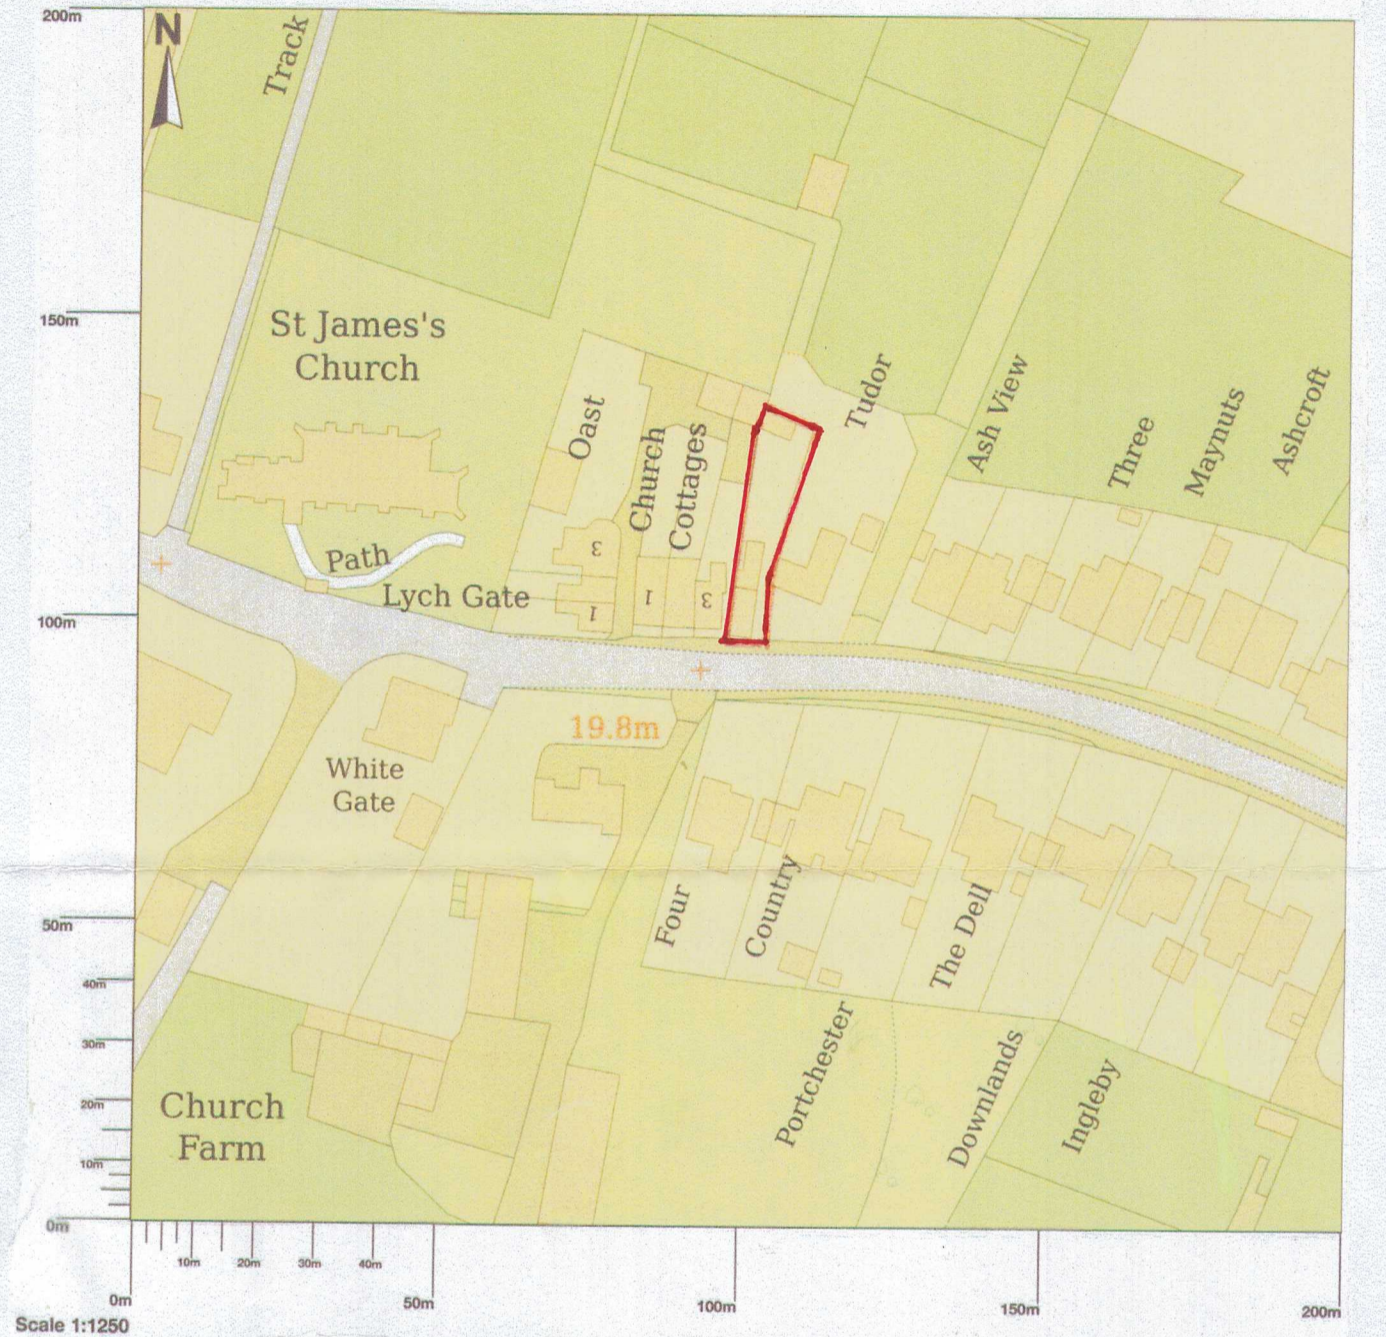 200m
N
Track
150m
St James's
Church
Oast
Church
Cottages
Tudor
Ash View
Three
Maynuts
Ashcroft
3
1
1
3
Path
Lych Gate
100m
19.8m
White
Gate
50m
Four
Country
The Dell
40m
30m
20m
10m
0m
Church
Farm
Portchester
Downlands
Ingleby
10m
20m
30m
40m
0m
50m
100m
150m
200m
Scale 1:1250